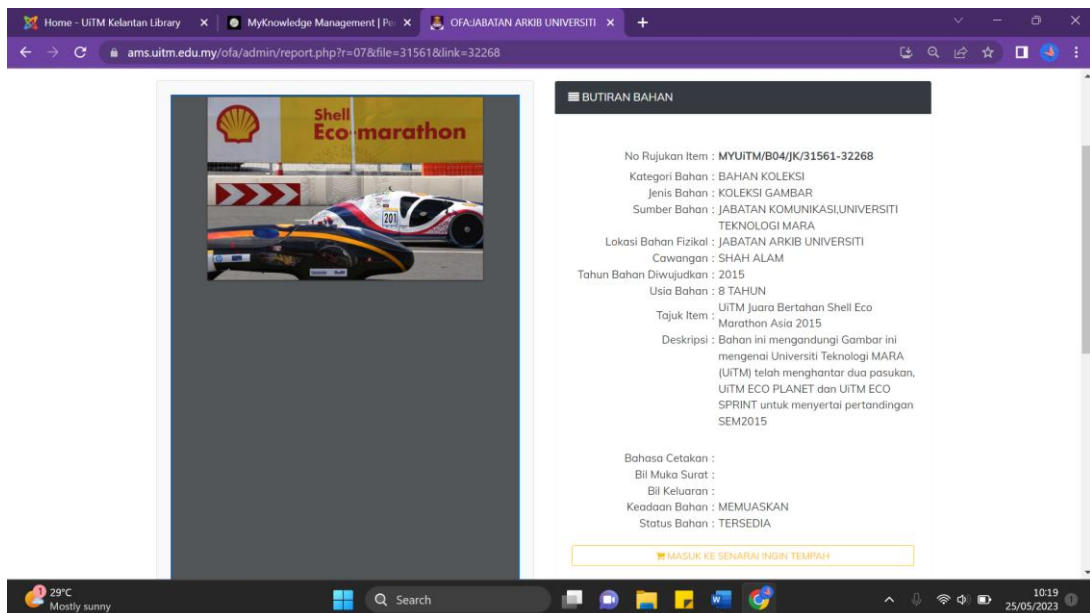 Home - UiTM Kelantan Library
MyKnowledge Management | Per
OFA:JABATAN ARKIB UNIVERSITI
ams.uitm.edu.my/ofa/admin/report.php?r=07&file=31561&link=32268
Shell
Eco-marathon
201
BUTIRAN BAHAN
No Rujukan Item : MYUiTM/B04/JK/31561-32268
Kategori Bahan : BAHAN KOLEKSI
Jenis Bahan : KOLEKSI GAMBAR
Sumber Bahan : JABATAN KOMUNIKASI,UNIVERSITI
TEKNOLOGI MARA
Lokasi Bahan Fizikal : JABATAN ARKIB UNIVERSITI
Cawangan : SHAH ALAM
Tahun Bahan Diwujudkan : 2015
Usia Bahan : 8 TAHUN
Tajuk Item : UiTM Juara Bertahan Shell Eco
Marathon Asia 2015
Deskripsi : Bahan ini mengandungi Gambar ini
mengenai Universiti Teknologi MARA
(UiTM) telah menghantar dua pasukan,
UiTM ECO PLANET dan UiTM ECO
SPRINT untuk menyertai pertandingan
SEM2015
Bahasa Cetakan :
Bil Muka Surat :
Bil Keluaran :
Keadaan Bahan : MEMUASKAN
Status Bahan : TERSEDIA
MASUK KE SENARAI INGIN TEMPAH
1
29°C
Mostly sunny
Search
10:19
25/05/2023